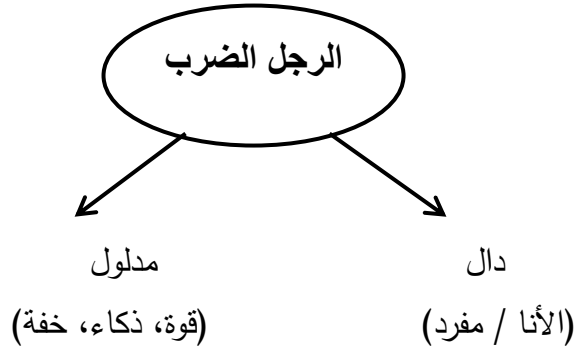 الرجل الضرب
دال
مدلول
(الأنا / مفرد)
(قوة، ذكاء، خفة)